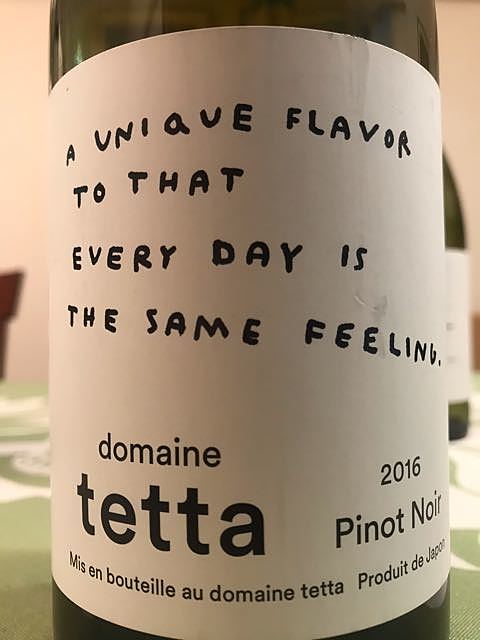 A UNIQUE FLAVOR
TO THAT
EVERY DAY IS
THE SAME FEELING.
domaine
tetta
2016
Pinot Noir
Mis en bouteille au domaine tetta
Produit de Japon